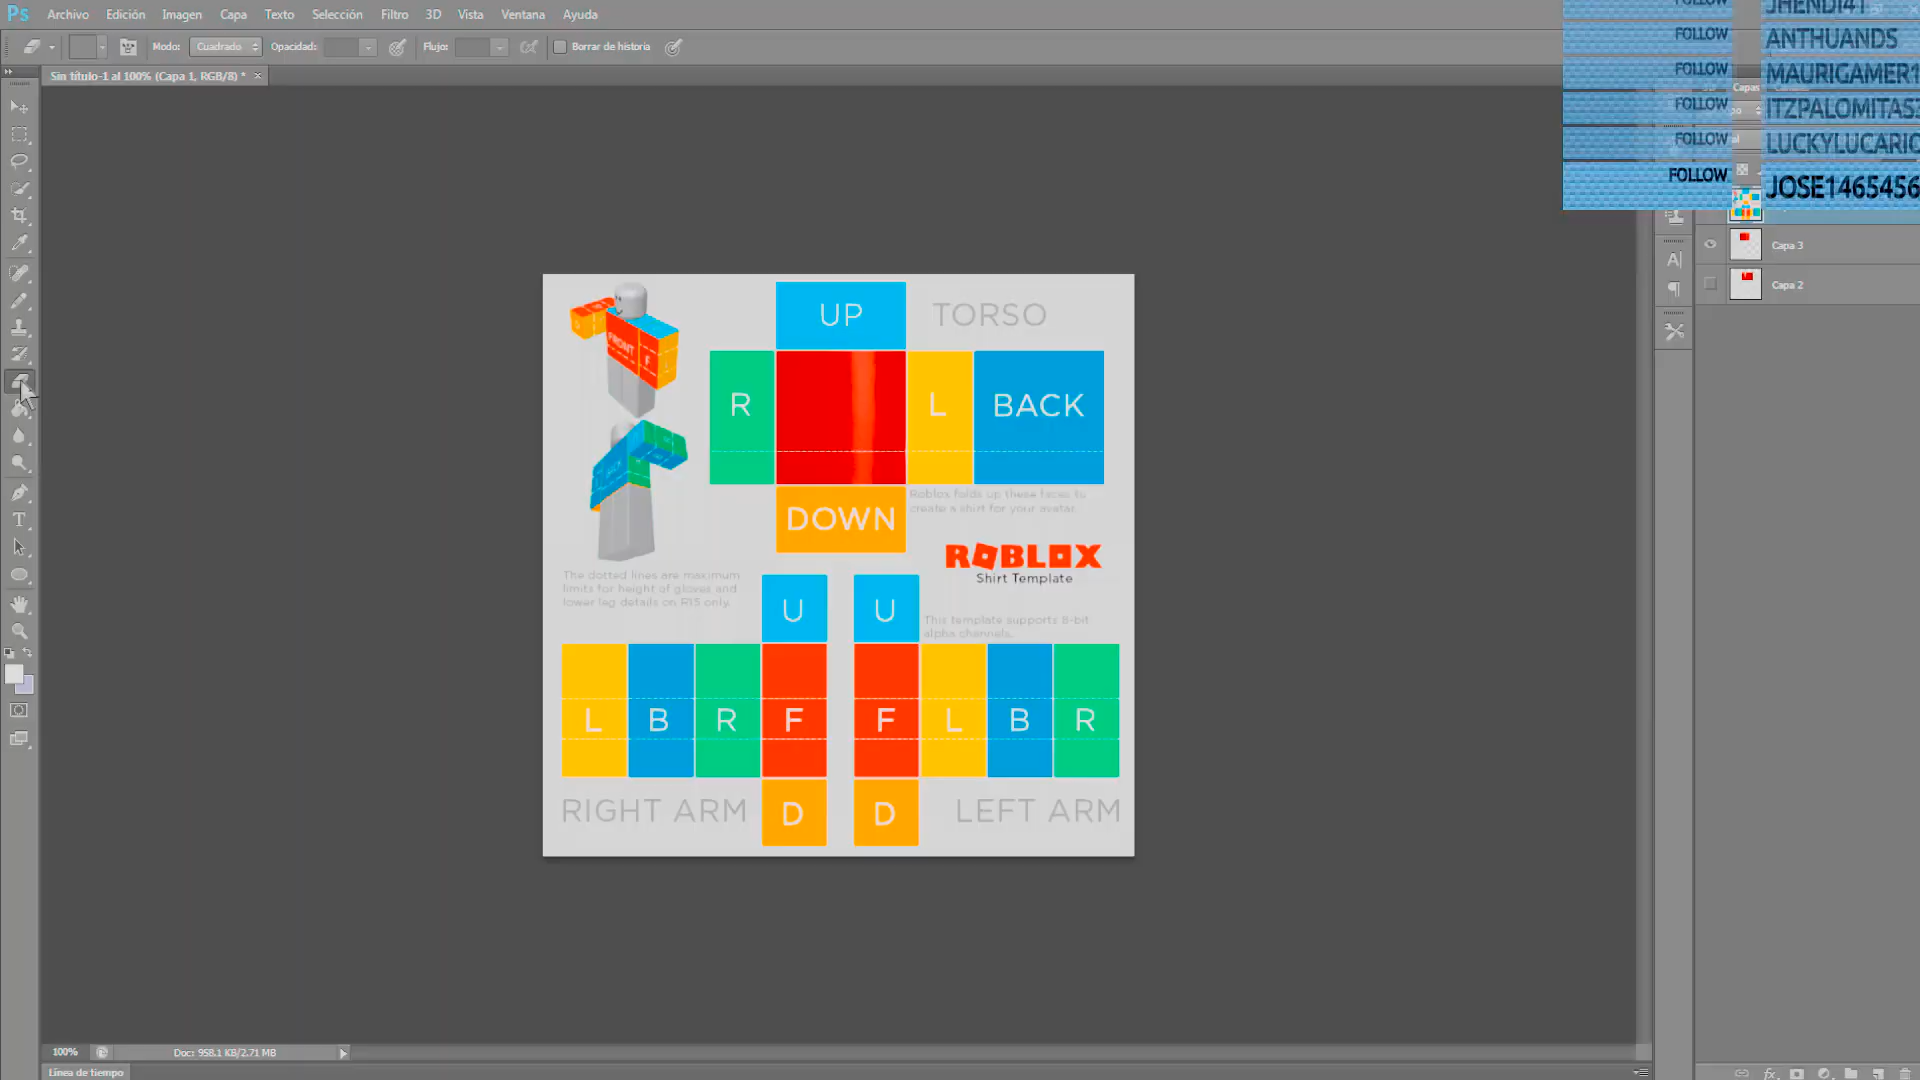 Ps Archivo Edición Imagen Capa Texto Selección Filtro 3D Vista Ventana Ayuda
Modo: Cuadrado Opacidad: Flujo: Borrar de historia
Sin título-1 al 100% (Capa 1, RGB/8) * ×
FOLLOW JHENDI41
FOLLOW ANTHUANDS
FOLLOW MAURIGAMER1
Capas
FOLLOW ITZPALOMITAS
FOLLOW LUCKYLUCARIO
FOLLOW JOSE1465456
Capa 3
Capa 2
UP TORSO
FRONT F
R L BACK
DOWN
Roblox folds up these faces to
create a shirt for your avatar.
ROBLOX
Shirt Template
The dotted lines are maximum
limits for height of gloves and
lower leg details on R15 only.
U U
This template supports 8-bit
alpha channels.
L B R F F L B R
RIGHT ARM D D LEFT ARM
100% Doc: 958.1 KB/2.71 MB
Línea de tiempo